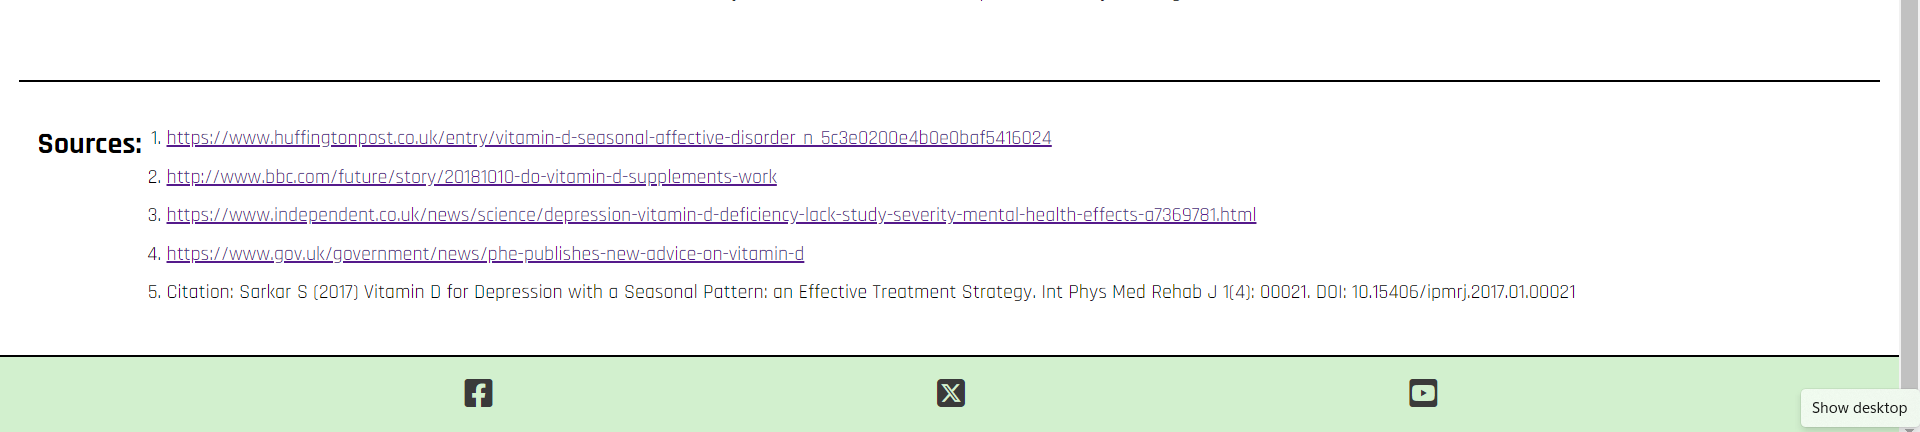 Sources: 1. https://www.huffingtonpost.co.uk/entry/vitamin-d-seasonal-affective-disorder_n_5c3e0200e4b0e0baf5416024
2. http://www.bbc.com/future/story/20181010-do-vitamin-d-supplements-work
3. https://www.independent.co.uk/news/science/depression-vitamin-d-deficiency-lack-study-severity-mental-health-effects-a7369781.html
4. https://www.gov.uk/government/news/phe-publishes-new-advice-on-vitamin-d
5. Citation: Sarkar S (2017) Vitamin D for Depression with a Seasonal Pattern: an Effective Treatment Strategy. Int Phys Med Rehab J 1(4): 00021. DOI: 10.15406/ipmrj.2017.01.00021
Show desktop